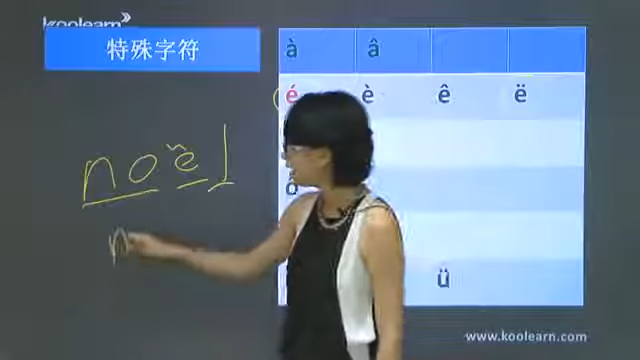 koolearn
特殊字符
à â
é è ê ë
noël
ü
n
www.koolearn.com